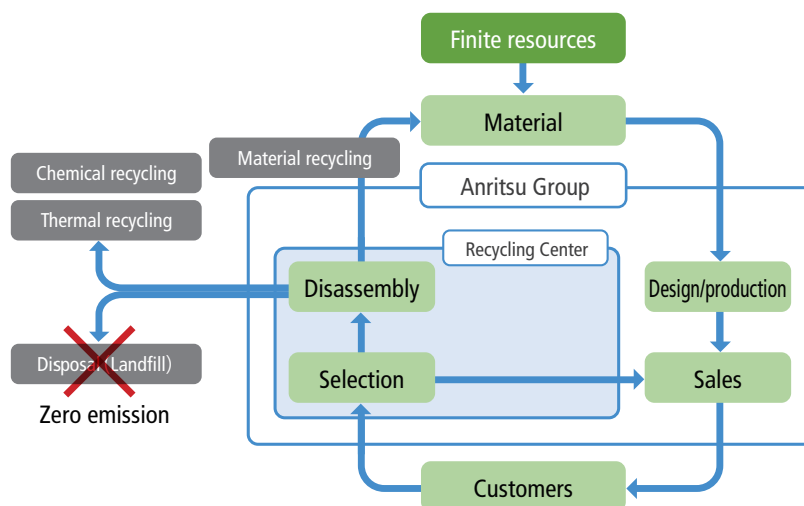 Finite resources
Material
Material recycling
Chemical recycling
Thermal recycling
Anritsu Group
Recycling Center
Disassembly
Design/production
Disposal（Landfill）
Zero emission
Selection
Sales
Customers